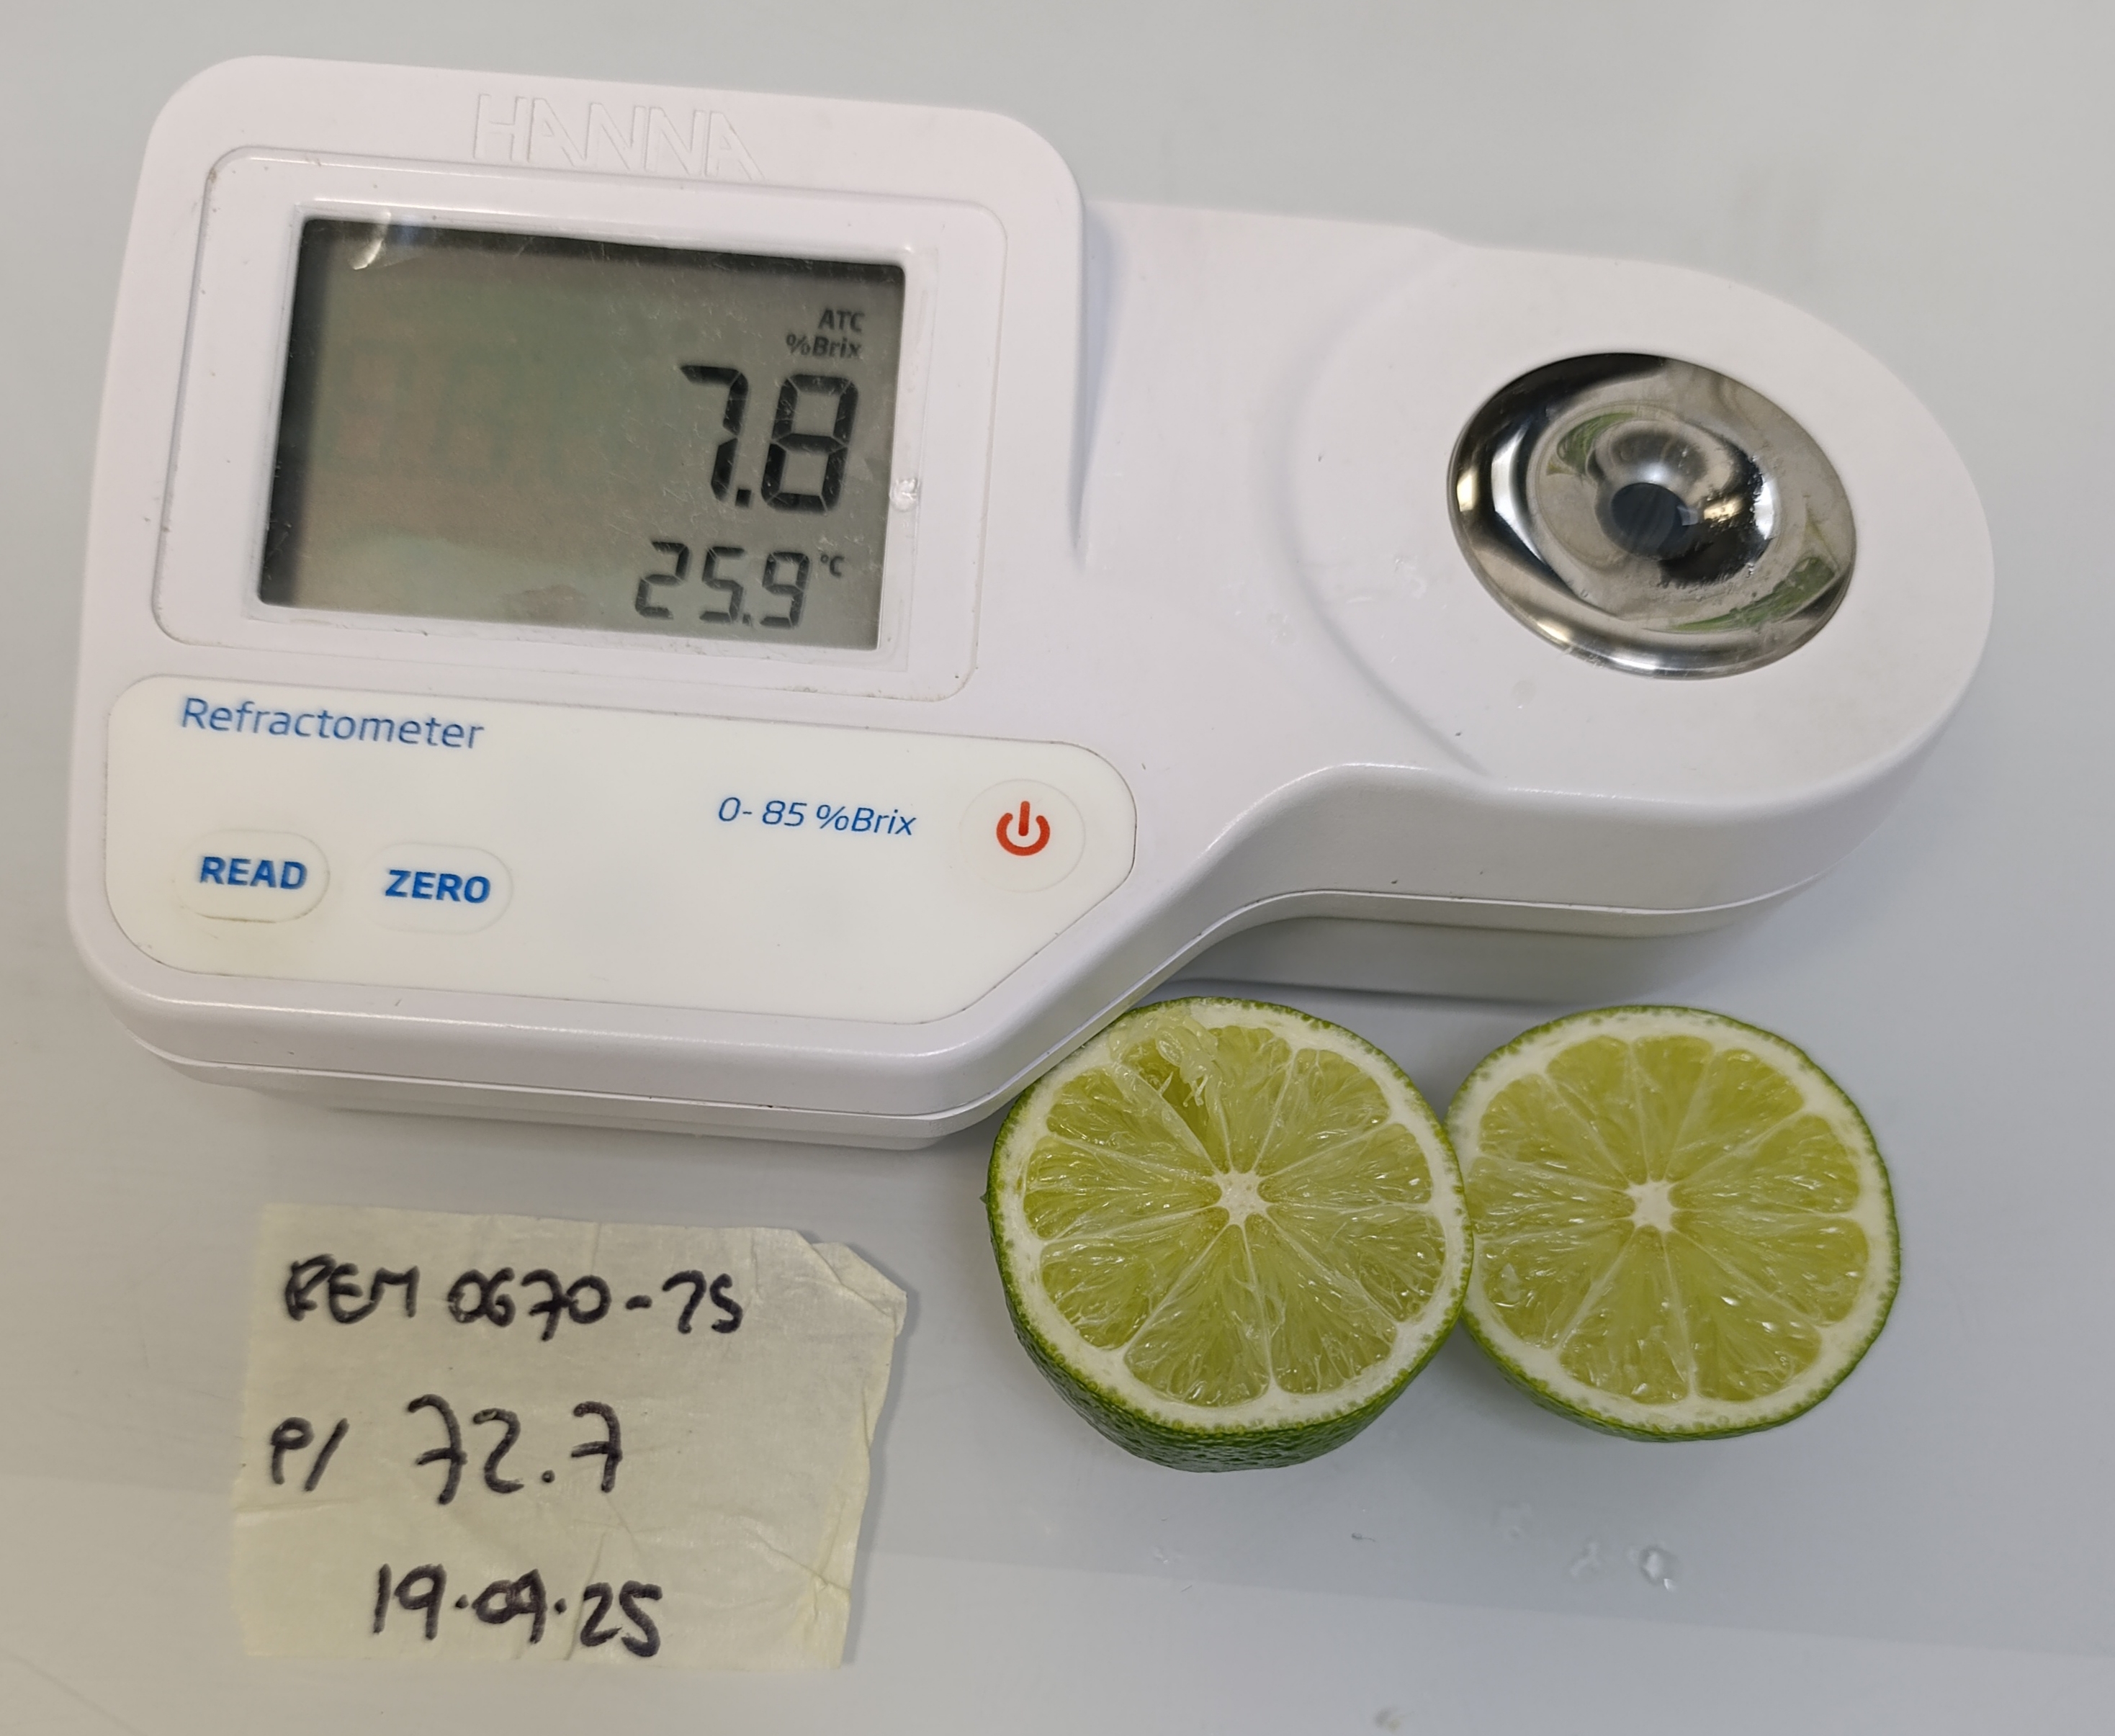 HANNA
ATC
%Brix
7.8
25.9 °C
Refractometer
0-85 %Brix
READ
ZERO
REM 0670-25
P/ 72.7
19.09.25